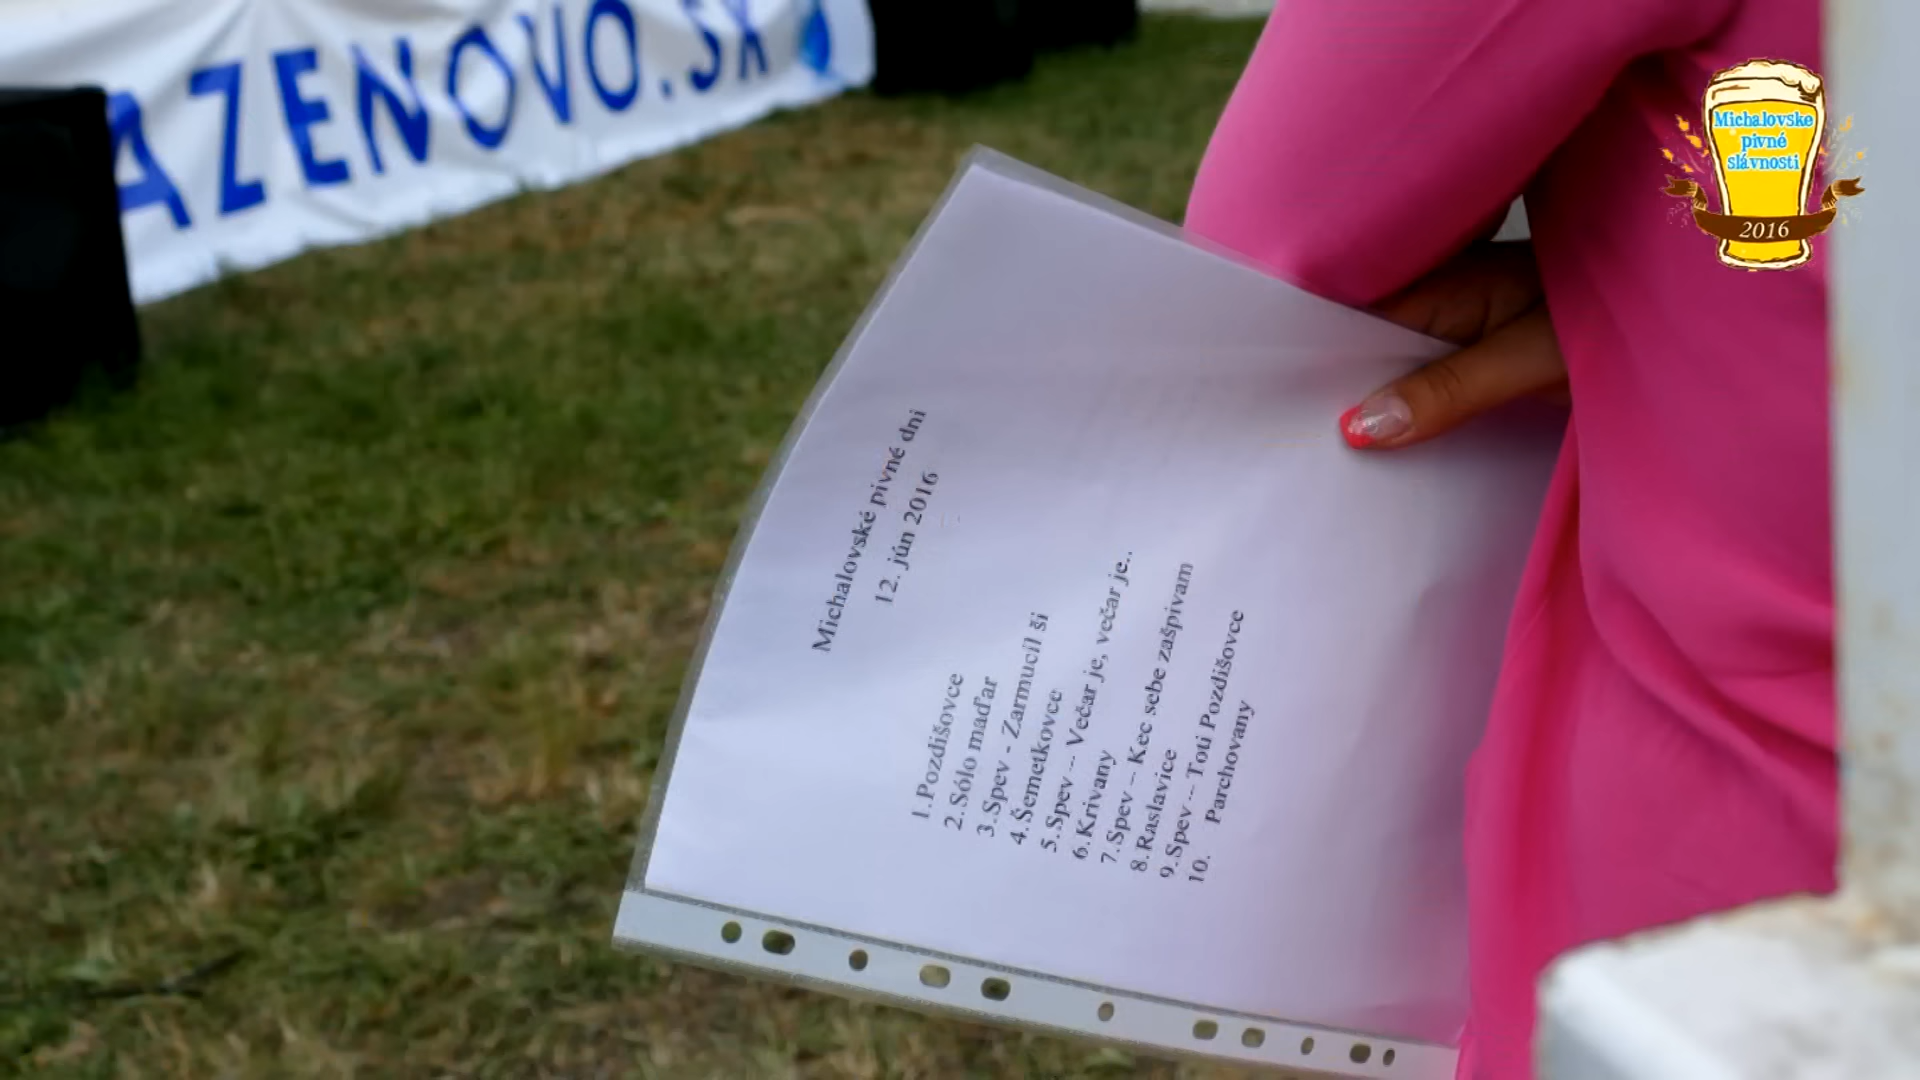 AZENOVO.SK
Michalovske
pivné
slávnosti
2016
Michalovské pivné dni
12. jún 2016
1.Pozdišovce
2.Sólo maďar
3.Spev - Zarmucil ši
4.Šemetkovce
5.Spev – Večar je, večar je..
6.Krivany
7.Spev – Kec sebe zašpivam
8.Raslavice
9.Spev – Toti Pozdišovce
10. Parchovany